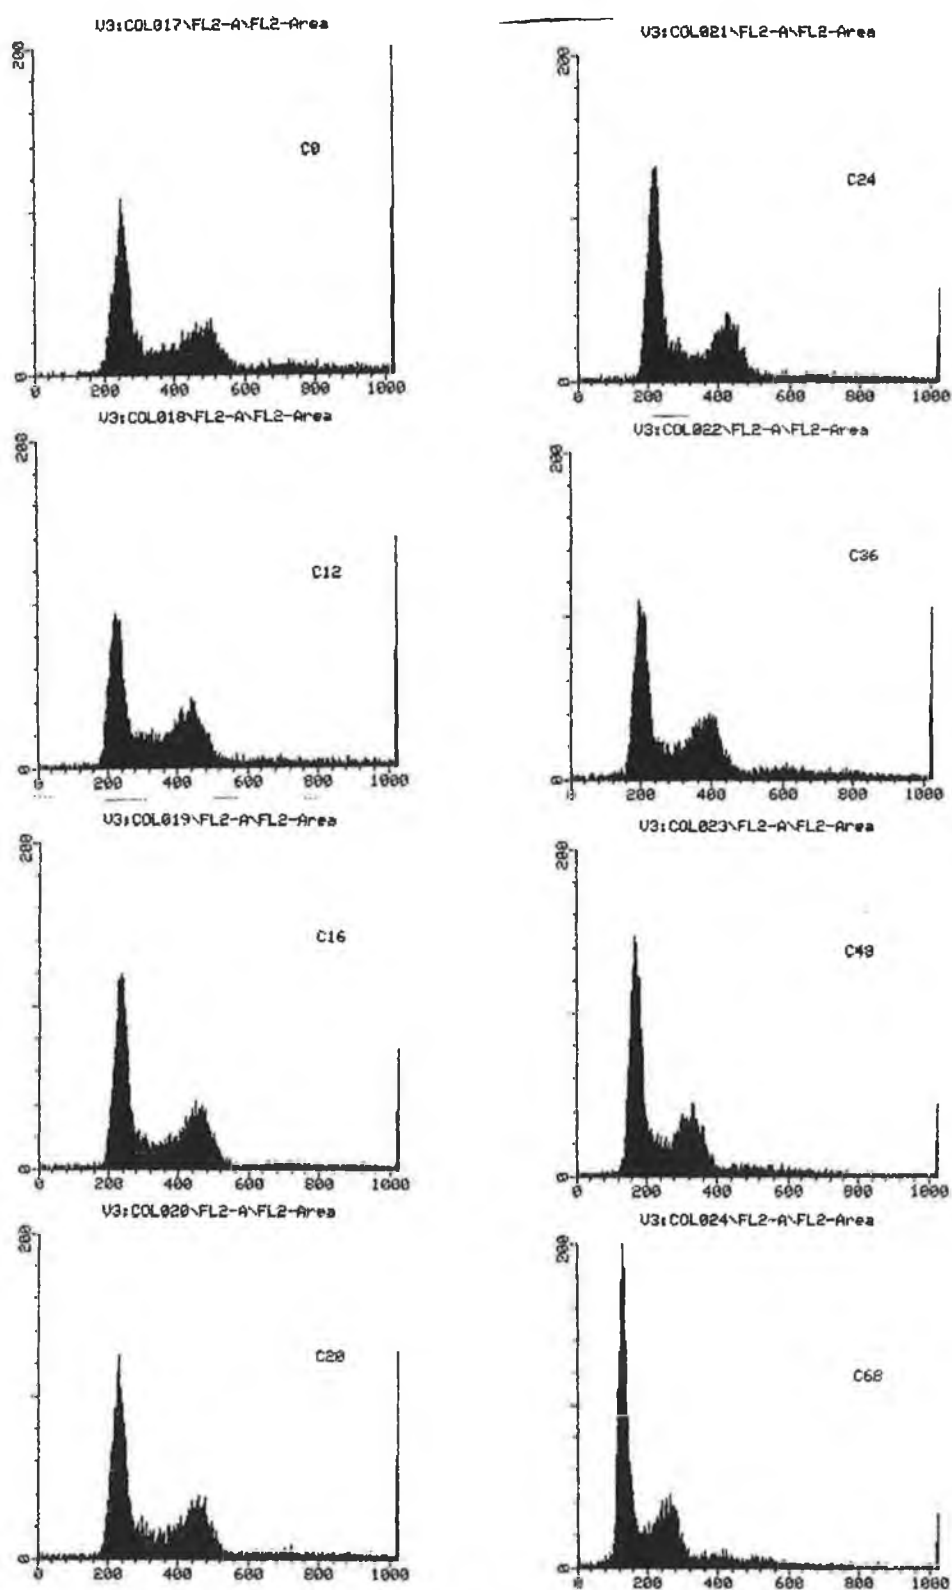 V3:COL017\FL2-A\FL2-Area
200
C0
0
0 200 400 600 800 1000
V3:COL018\FL2-A\FL2-Area
200
C12
0
0 200 400 600 800 1000
V3:COL019\FL2-A\FL2-Area
200
C16
0
0 200 400 600 800 1000
V3:COL020\FL2-A\FL2-Area
200
C20
0
0 200 400 600 800 1000
V3:COL021\FL2-A\FL2-Area
200
C24
0
0 200 400 600 800 1000
V3:COL022\FL2-A\FL2-Area
200
C36
0
0 200 400 600 800 1000
V3:COL023\FL2-A\FL2-Area
200
C49
0
0 200 400 600 800 1000
V3:COL024\FL2-A\FL2-Area
200
C68
0
0 200 400 600 800 1000